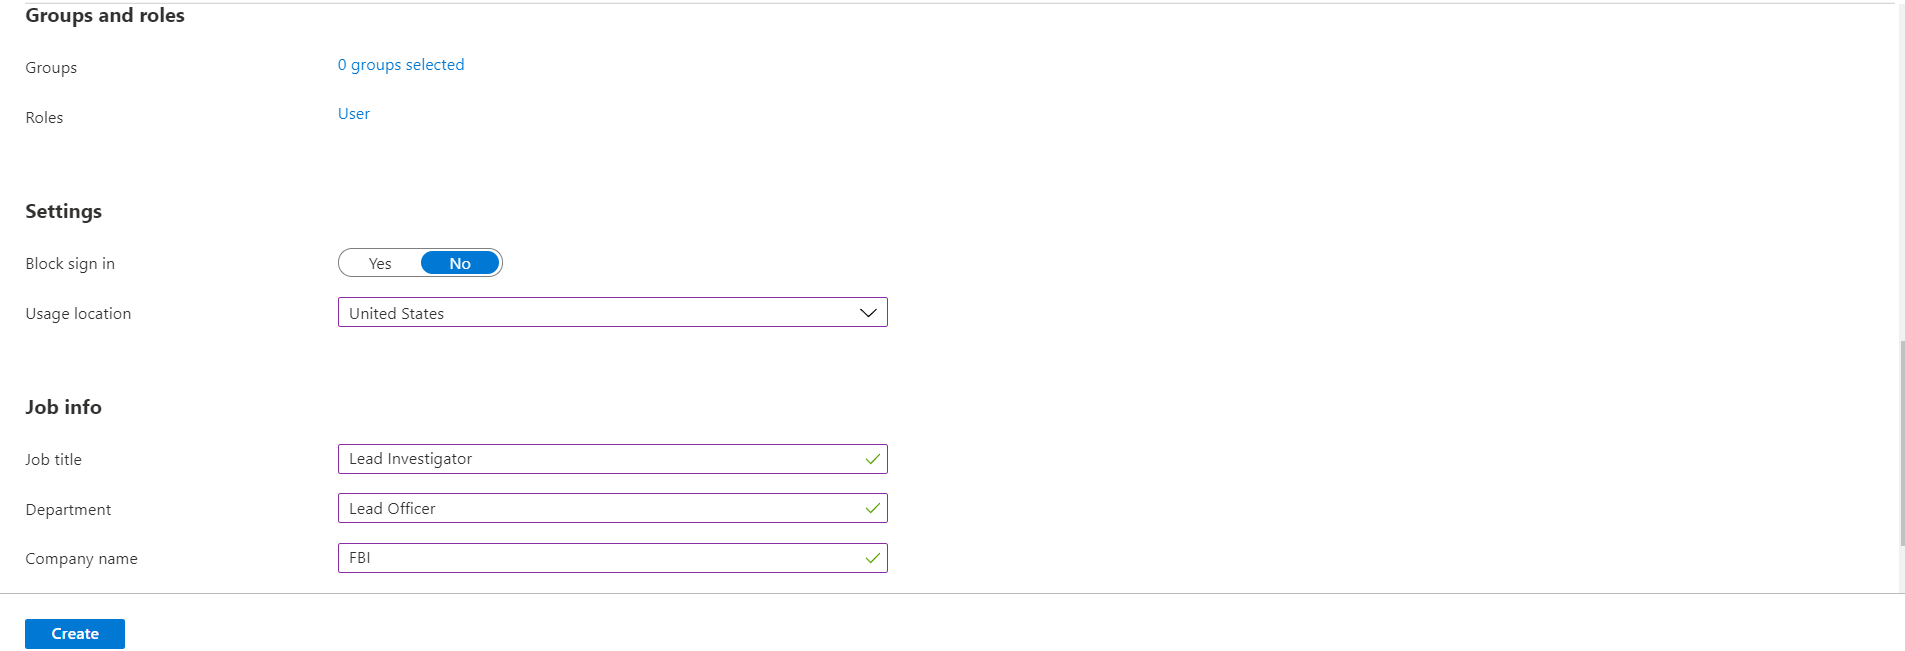 Groups and roles
Groups
0 groups selected
Roles
User
Settings
Block sign in
Yes No
Usage location
United States
Job info
Job title
Lead Investigator
Department
Lead Officer
Company name
FBI
Create